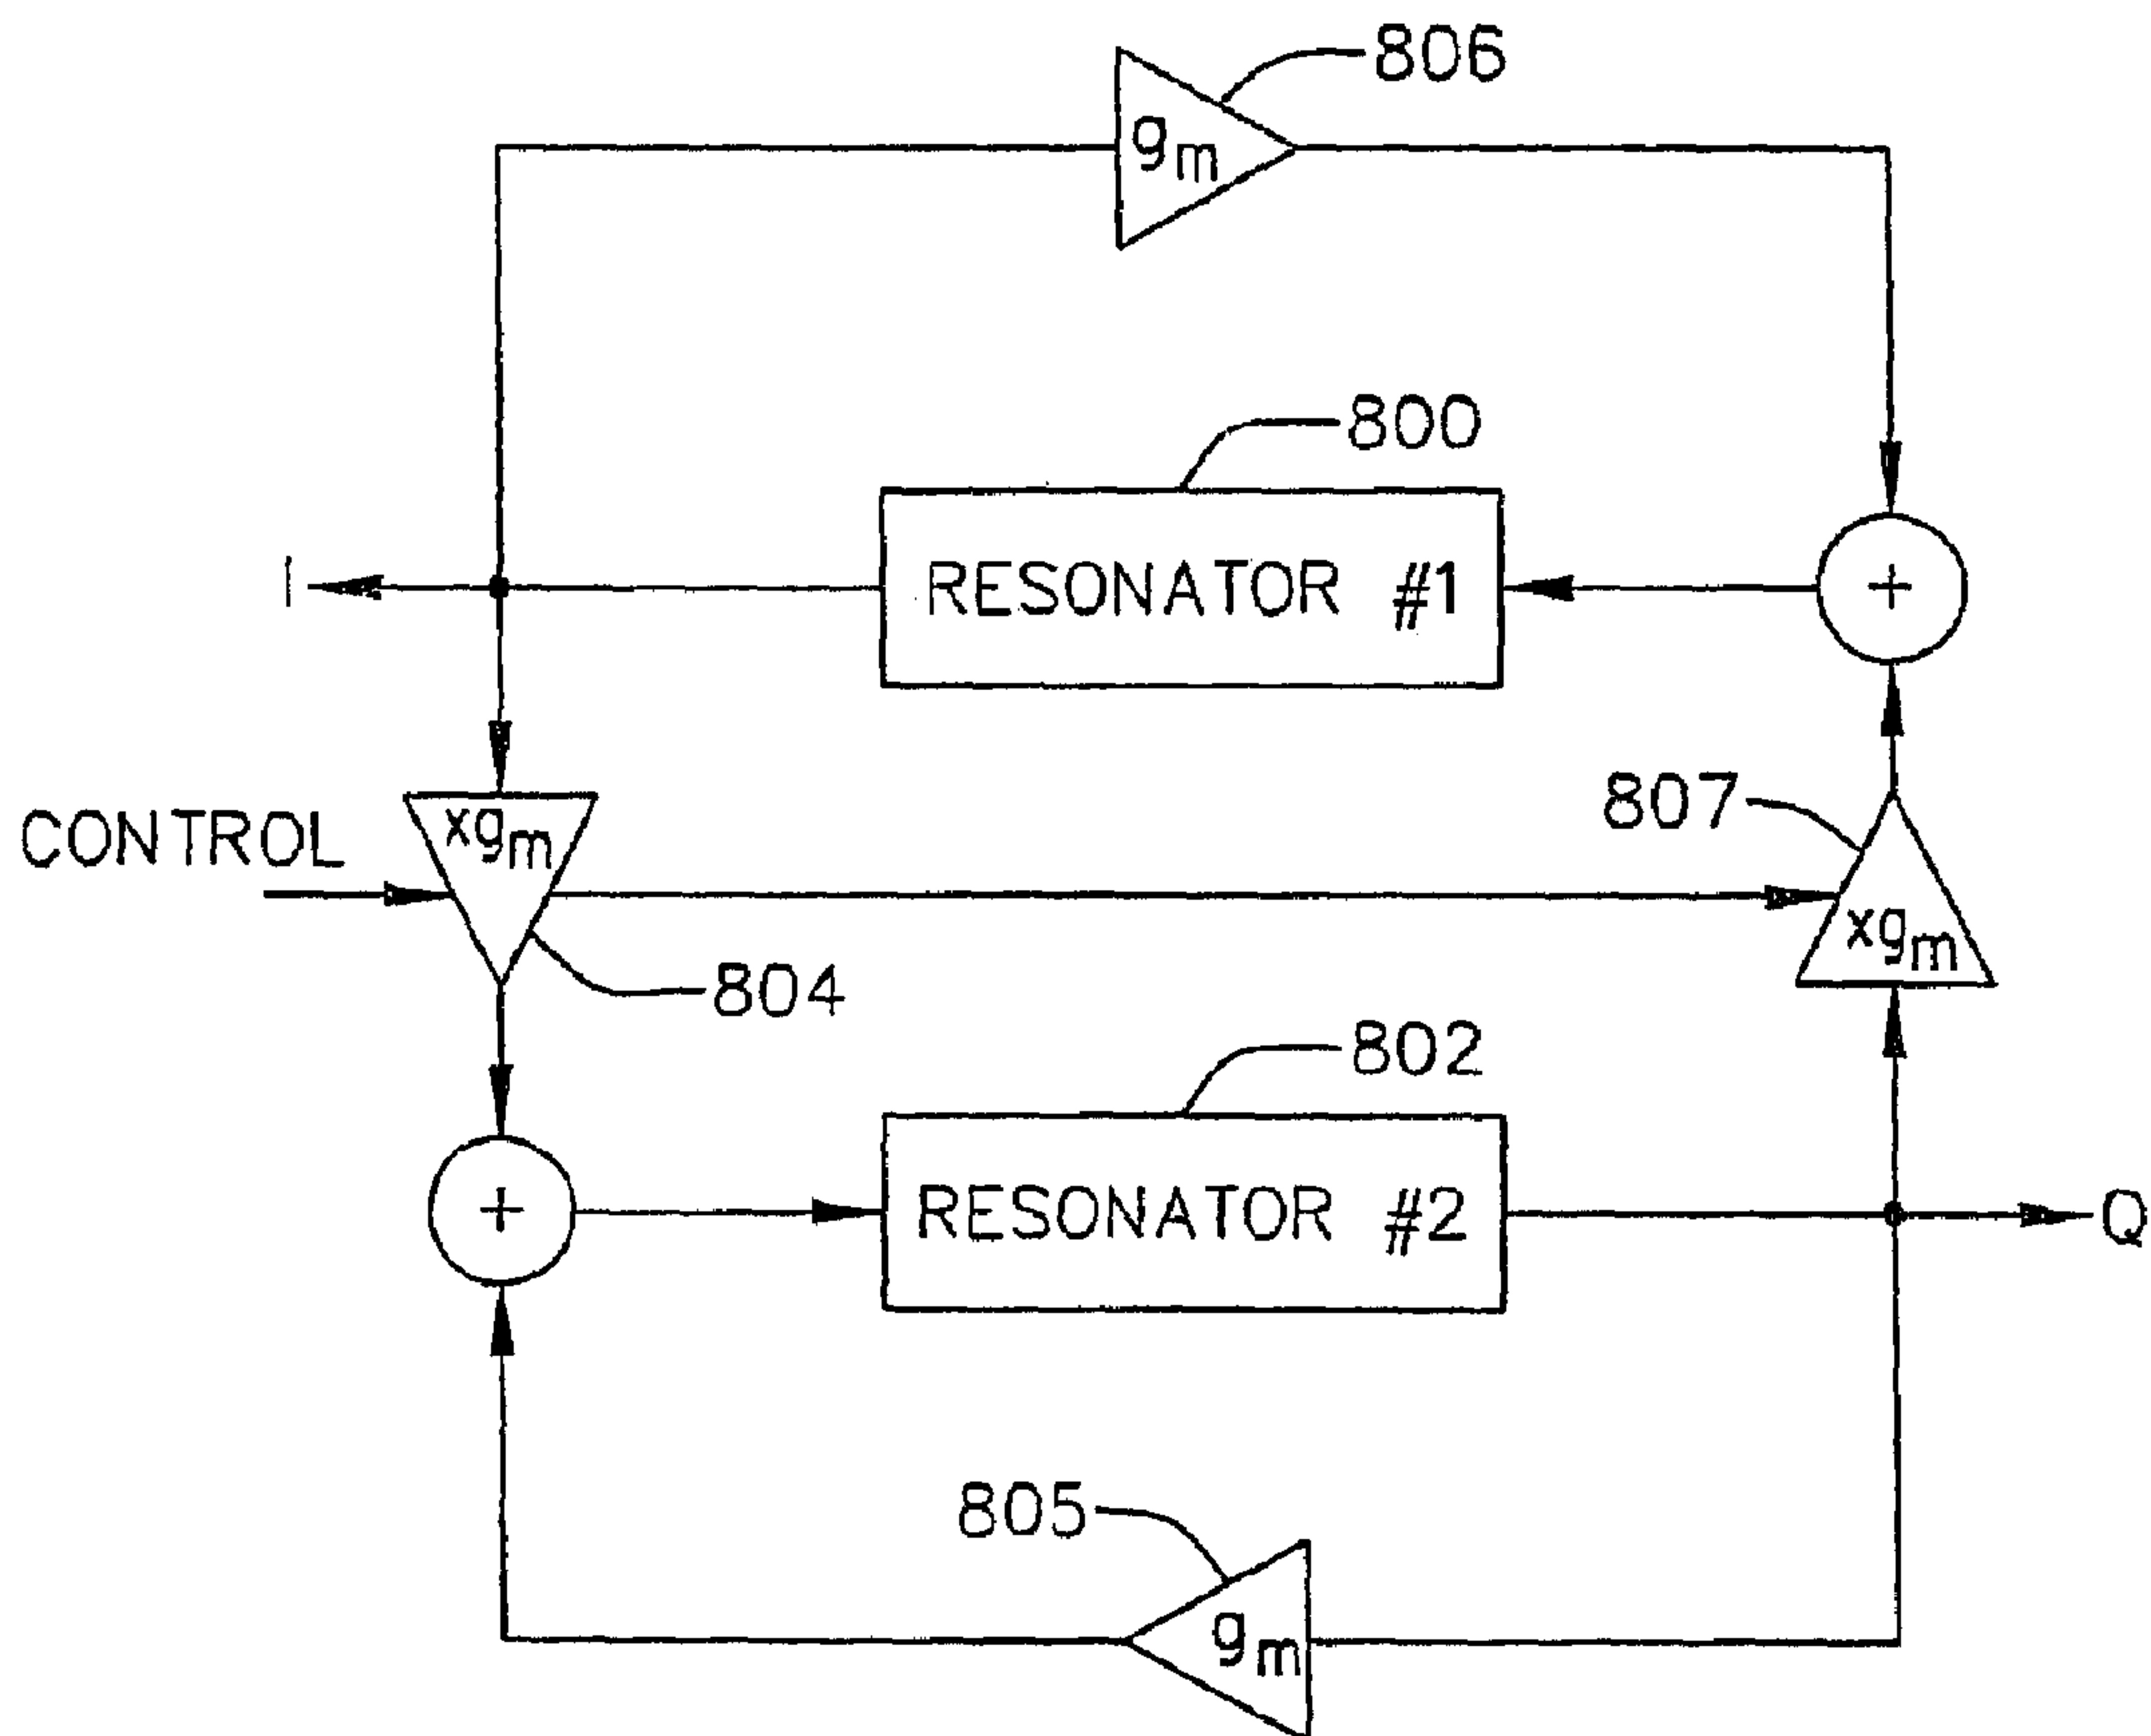 806
gm
800
I
RESONATOR #1
+
CONTROL
xgm
807
xgm
804
802
+
RESONATOR #2
Q
805
gm